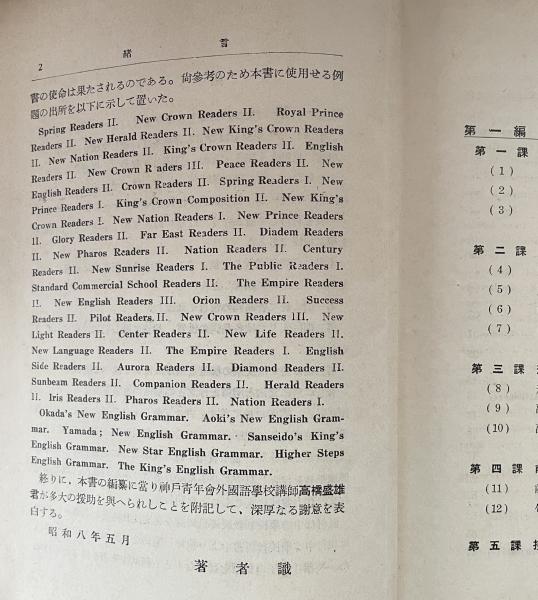 2 緒言
書の使命は果たされるのである。尙參考のため本書に使用せる例
題の出所を以下に示して置いた。
Spring Readers II. New Crown Readers II. Royal Prince
Readers II. New Herald Readers II. New King's Crown Readers
II. New Nation Readers II. King's Crown Readers II. English
Readers II. New Crown Readers III. Peace Readers II. New
English Readers II. Crown Readers II. Spring Readers I. New
Prince Readers I. King's Crown Composition II. New King's
Crown Readers I. New Nation Readers I. New Prince Readers
II. Glory Readers II. Far East Readers II. Diadem Readers
II. New Pharos Readers II. Nation Readers II. Century
Readers II. New Sunrise Readers I. The Public Readers I.
Standard Commercial School Readers II. The Empire Readers
II. New English Readers III. Orion Readers II. Success
Readers II. Pilot Readers II. New Crown Readers III. New
Light Readers II. Center Readers II. New Life Readers II.
New Language Readers II. The Empire Readers I. English
Side Readers II. Aurora Readers II. Diamond Readers II.
Sunbeam Readers II. Companion Readers II. Herald Readers
II. Iris Readers II. Pharos Readers II. Nation Readers I.
Okada's New English Grammar. Aoki's New English Gram-
mar. Yamada; New English Grammar. Sanseido's King's
English Grammar. New Star English Grammar. Higher Steps
English Grammar. The King's English Grammar.
終りに，本書の編纂に當り神戸靑年會外國語學校講師高橋盛雄
君が多大の援助を與へられしことを附記して，深厚なる謝意を表
白する。
昭和八年五月
著者識
第一編
第一課
(1)
(2)
(3)
第二課
(4)
(5)
(6)
(7)
第三課
(8)
(9)
(10)
第四課
(11)
(12)
第五課